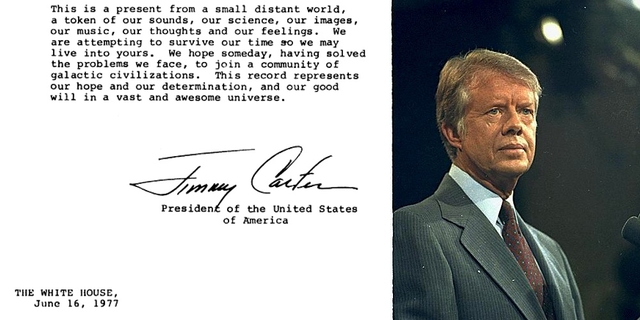 This is a present from a small distant world,
a token of our sounds, our science, our images,
our music, our thoughts and our feelings.  We
are attempting to survive our time so we may
live into yours.  We hope someday, having solved
the problems we face, to join a community of
galactic civilizations.  This record represents
our hope and our determination, and our good
will in a vast and awesome universe.
Jimmy Carter
President of the United States
of America
THE WHITE HOUSE,
June 16, 1977